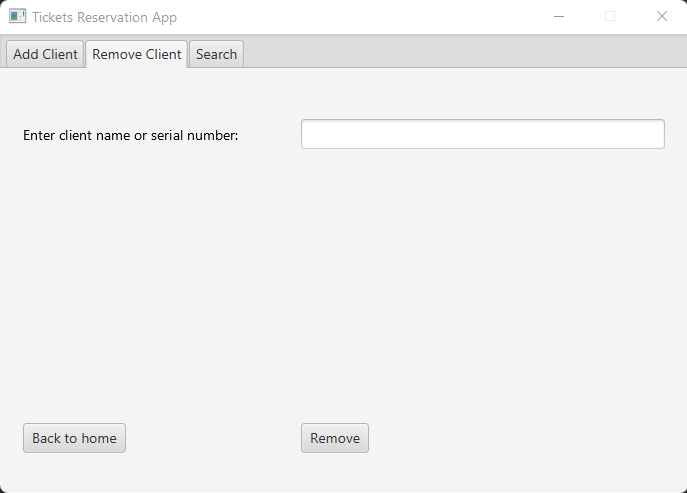 Tickets Reservation App
Add Client Remove Client Search
Enter client name or serial number:
Back to home Remove